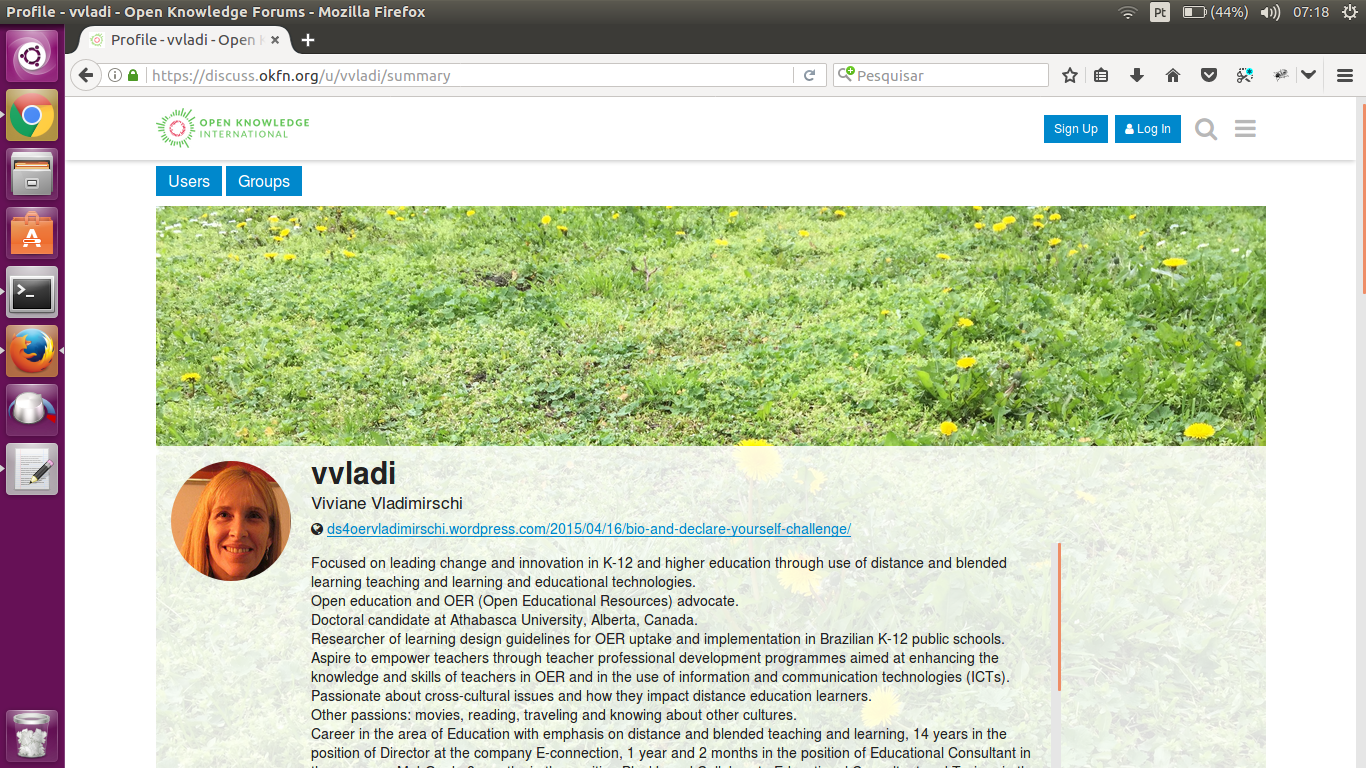 Profile - vvladi - Open Knowledge Forums - Mozilla Firefox
Pt
(44%)
07:18
Profile - vvladi - Open
https://discuss.okfn.org/u/vvladi/summary
Pesquisar
OPEN KNOWLEDGE
INTERNATIONAL
Sign Up
Log In
Users
Groups
vvladi
Viviane Vladimirschi
ds4oervladimirschi.wordpress.com/2015/04/16/bio-and-declare-yourself-challenge/
Focused on leading change and innovation in K-12 and higher education through use of distance and blended
learning teaching and learning and educational technologies.
Open education and OER (Open Educational Resources) advocate.
Doctoral candidate at Athabasca University, Alberta, Canada.
Researcher of learning design guidelines for OER uptake and implementation in Brazilian K-12 public schools.
Aspire to empower teachers through teacher professional development programmes aimed at enhancing the
knowledge and skills of teachers in OER and in the use of information and communication technologies (ICTs).
Passionate about cross-cultural issues and how they impact distance education learners.
Other passions: movies, reading, traveling and knowing about other cultures.
Career in the area of Education with emphasis on distance and blended teaching and learning, 14 years in the
position of Director at the company E-connection, 1 year and 2 months in the position of Educational Consultant in